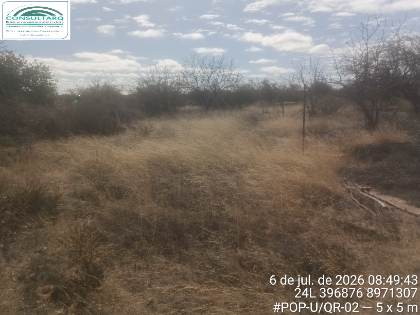 CONSULTARQ
6 de jul. de 2026 08:49:43
24L 396876 8971307
#POP-U/QR-02 — 5 x 5 m